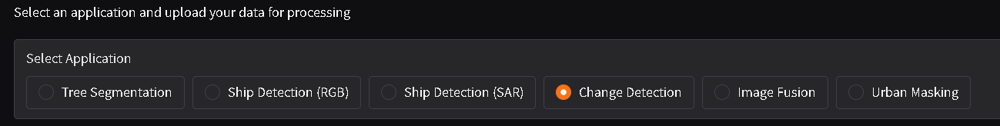 Select an application and upload your data for processing
Select Application
Tree Segmentation Ship Detection (RGB) Ship Detection (SAR) Change Detection Image Fusion Urban Masking